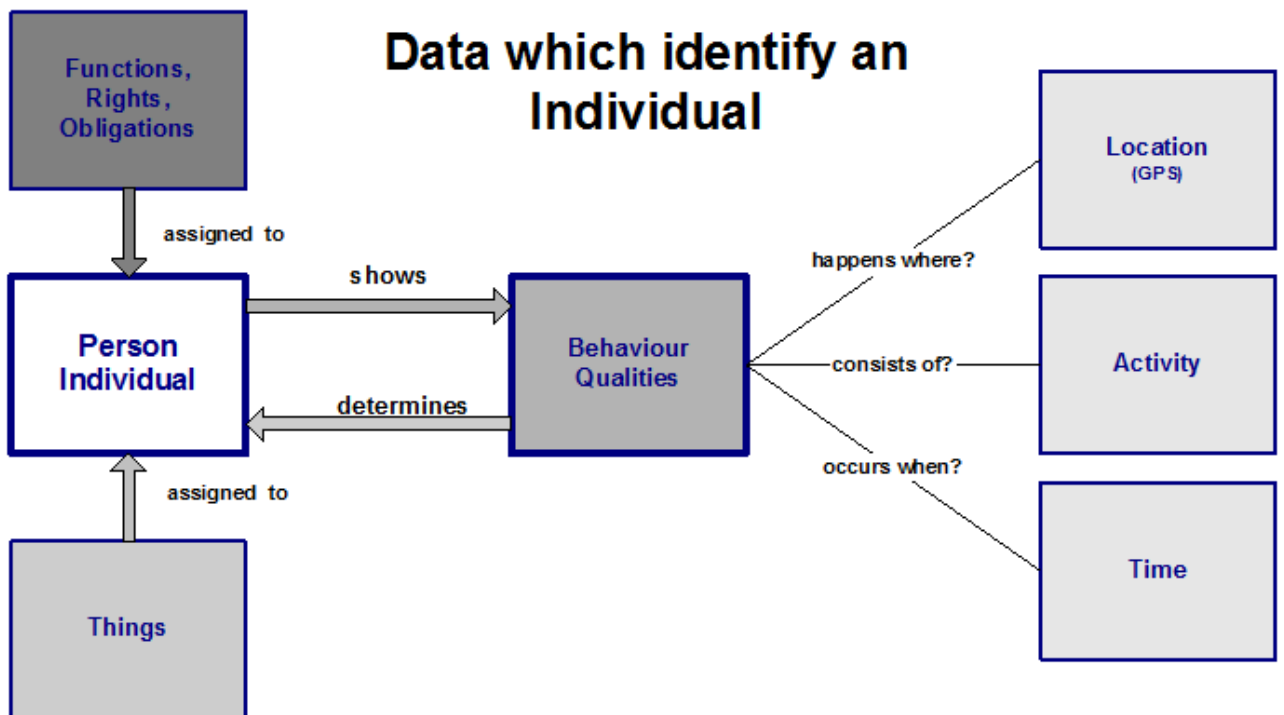 Data which identify an
Individual
Functions,
Rights,
Obligations
assigned to
Person
Individual
shows
determines
assigned to
Things
Behaviour
Qualities
happens where?
consists of?
occurs when?
Location
(GPS)
Activity
Time